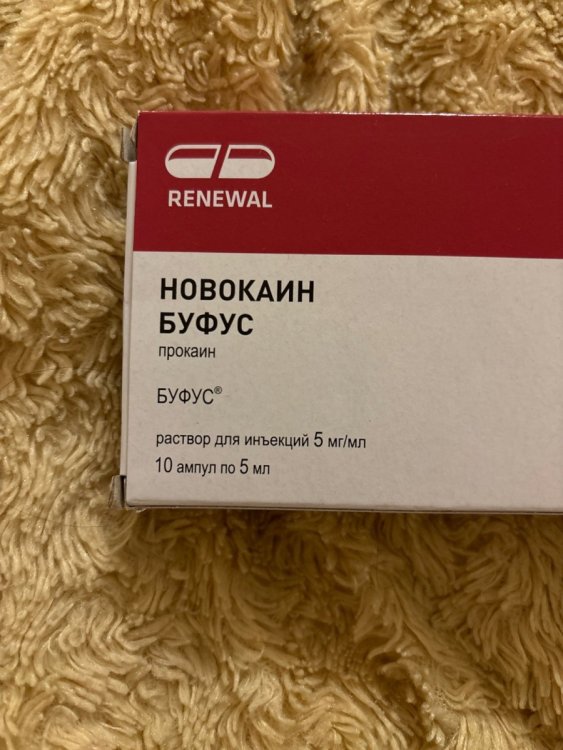 RENEWAL
НОВОКАИН
БУФУС
прокаин
БУФУС®
раствор для инъекций 5 мг/мл
10 ампул по 5 мл